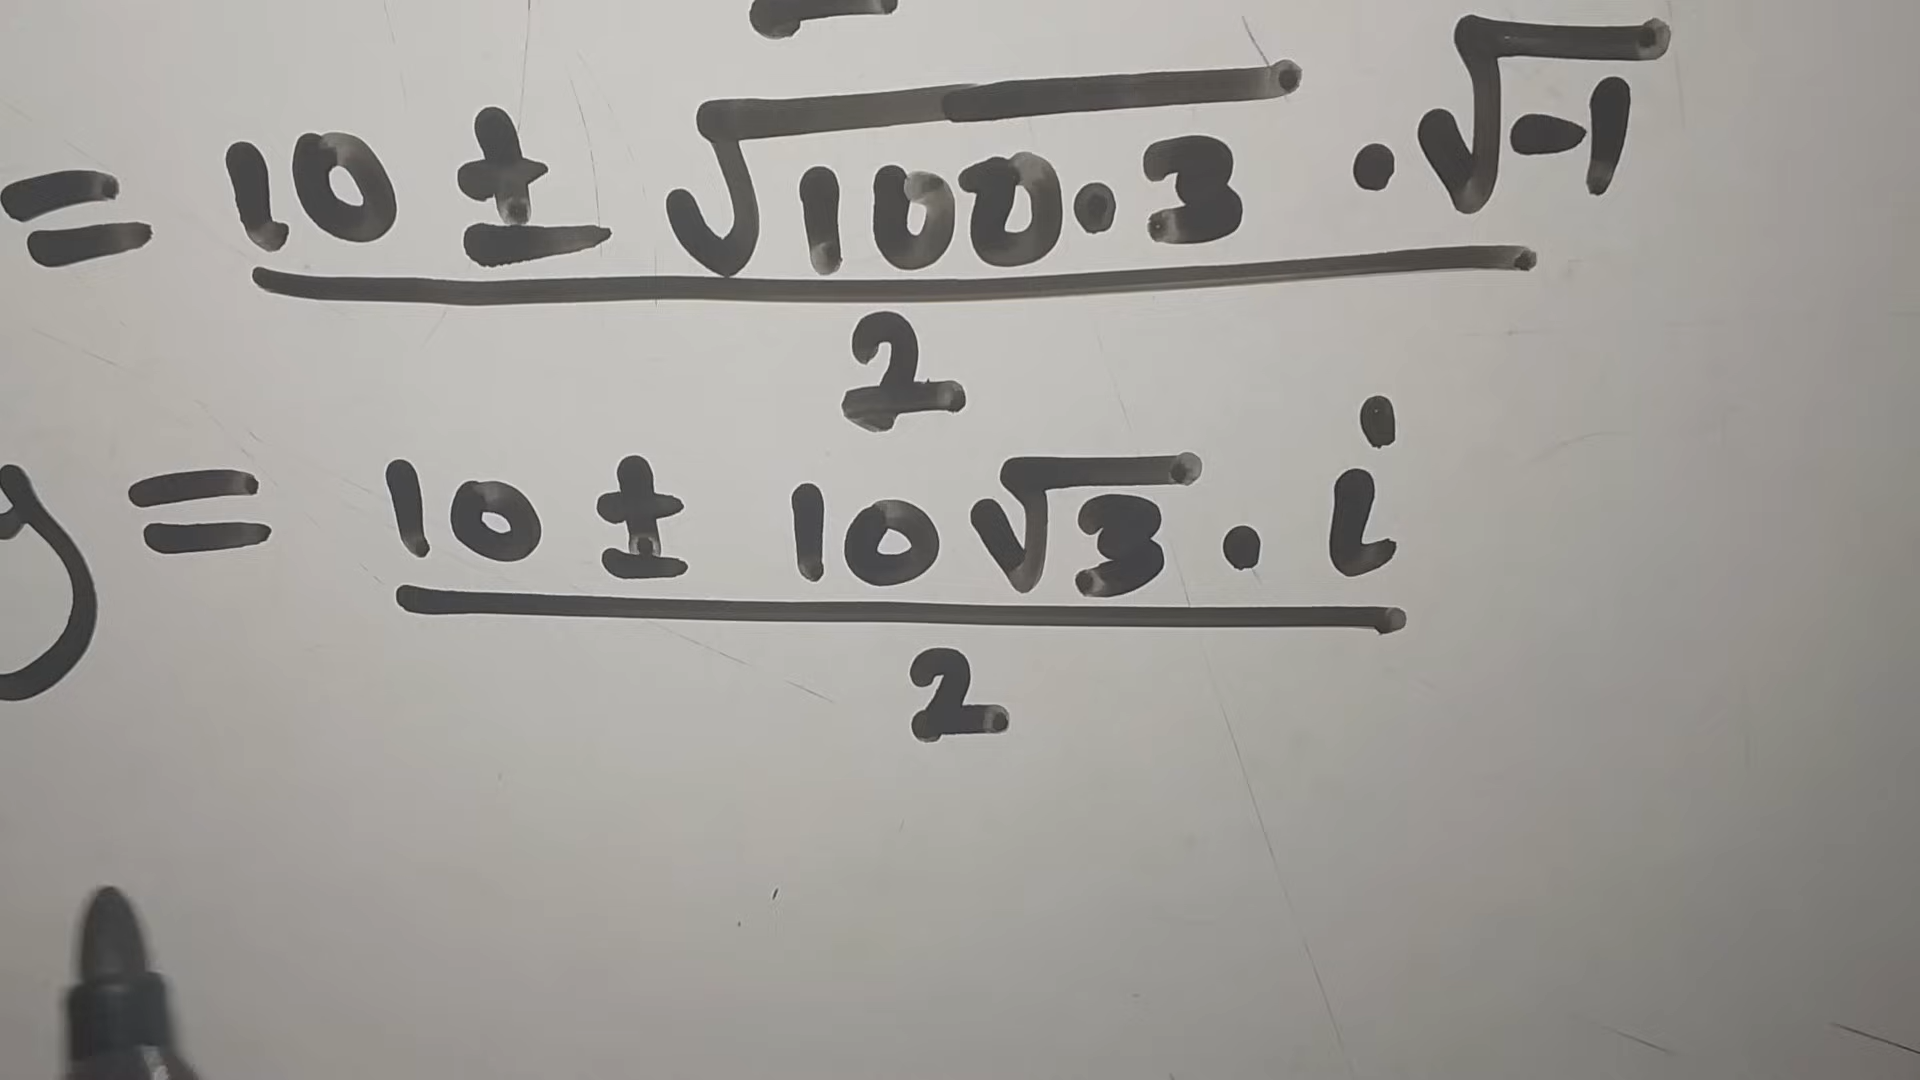 = 10 ± √100·3 · √-1
2
y = 10 ± 10√3 · i
2